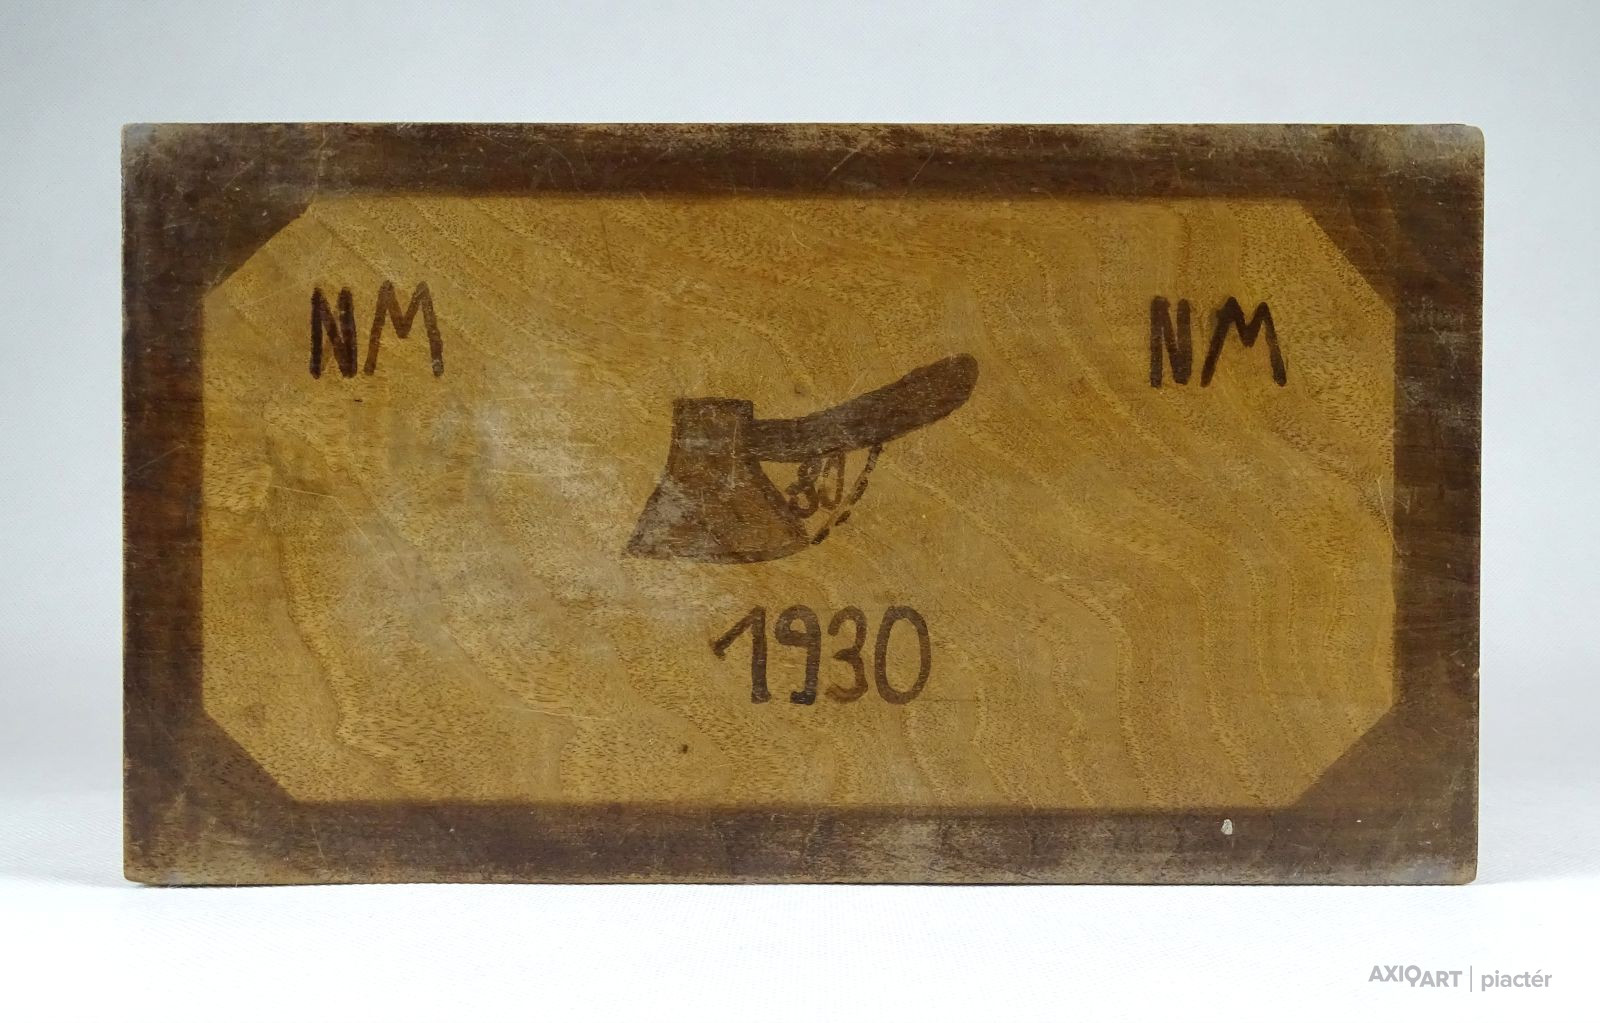 NM NM
80
1930
AXIOART | piactér